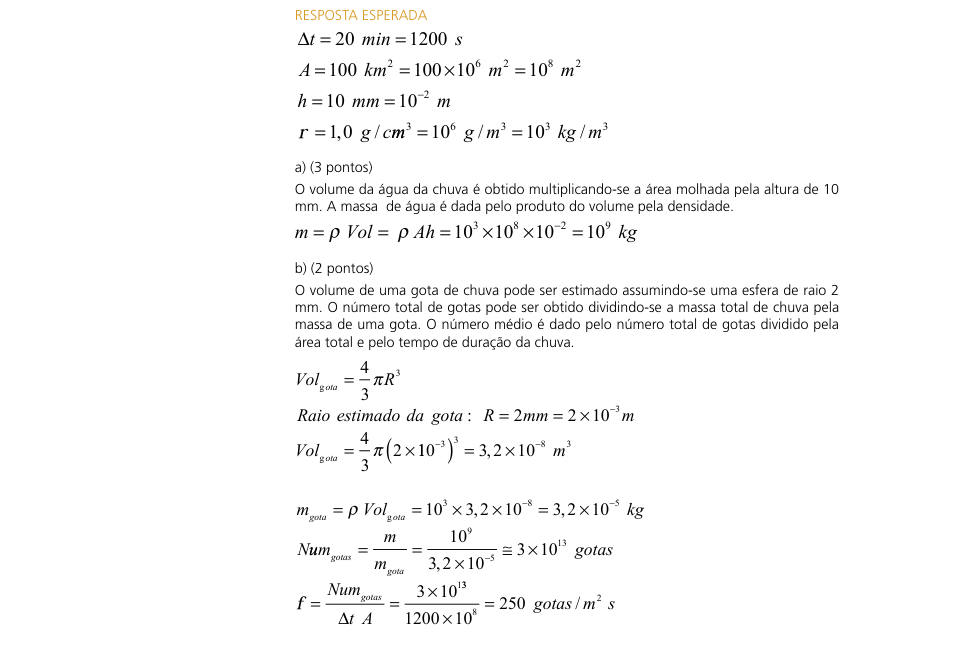 RESPOSTA ESPERADA
Δt = 20 min = 1200 s
A = 100 km² = 100×10⁶ m² = 10⁸ m²
h = 10 mm = 10⁻² m
r = 1,0 g/cm³ = 10⁶ g/m³ = 10³ kg/m³
a) (3 pontos)
O volume da água da chuva é obtido multiplicando-se a área molhada pela altura de 10
mm. A massa de água é dada pelo produto do volume pela densidade.
m = ρ Vol = ρ Ah = 10³ ×10⁸ ×10⁻² = 10⁹ kg
b) (2 pontos)
O volume de uma gota de chuva pode ser estimado assumindo-se uma esfera de raio 2
mm. O número total de gotas pode ser obtido dividindo-se a massa total de chuva pela
massa de uma gota. O número médio é dado pelo número total de gotas dividido pela
área total e pelo tempo de duração da chuva.
Vol_gota = 4/3 πR³
Raio estimado da gota : R = 2mm = 2×10⁻³ m
Vol_gota = 4/3 π(2×10⁻³)³ = 3,2×10⁻⁸ m³
m_gota = ρ Vol_gota = 10³ × 3,2×10⁻⁸ = 3,2×10⁻⁵ kg
Num_gotas = m/m_gota = 10⁹/3,2×10⁻⁵ ≅ 3×10¹³ gotas
f = Num_gotas/Δt A = 3×10¹³/1200×10⁸ = 250 gotas/m² s